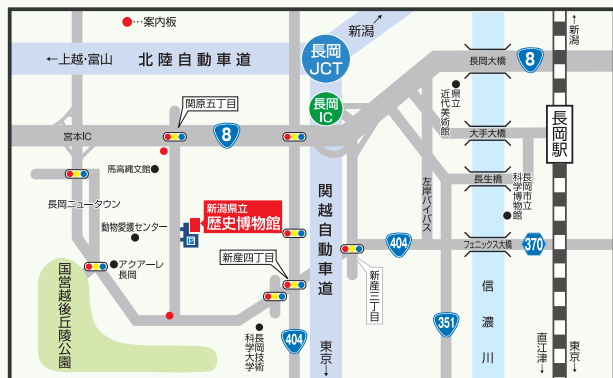 ●…案内板
←上越・富山
北陸自動車道
新潟
長岡
JCT
長岡
IC
長岡大橋
8
↑新潟
関原五丁目
宮本IC
8
県立
近代美術館
大手大橋
長岡駅
馬高縄文館
長岡ニュータウン
動物愛護センター
新潟県立
歴史博物館
P
関越自動車道
左岸バイパス
長生橋
長岡市立
科学博物館
404
フェニックス大橋
370
アクアーレ
長岡
新産四丁目
新産三丁目
国営越後丘陵公園
長岡技術
科学大学
404
東京→
351
信濃川
直江津→
東京→